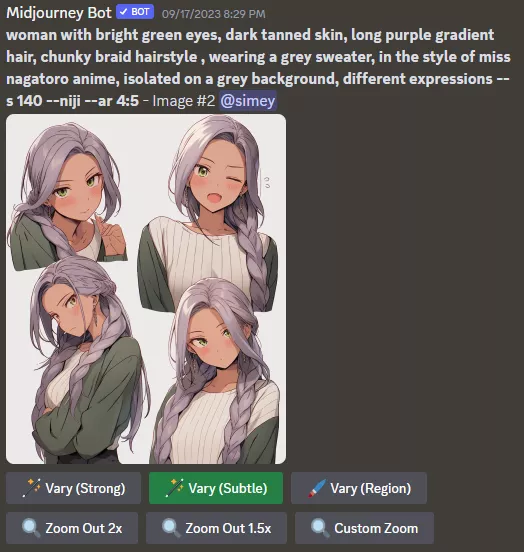 Midjourney Bot ✓ BOT 09/17/2023 8:29 PM
woman with bright green eyes, dark tanned skin, long purple gradient
hair, chunky braid hairstyle , wearing a grey sweater, in the style of miss
nagatoro anime, isolated on a grey background, different expressions --
s 140 --niji --ar 4:5 - Image #2 @simey
Vary (Strong) Vary (Subtle) Vary (Region)
Zoom Out 2x Zoom Out 1.5x Custom Zoom